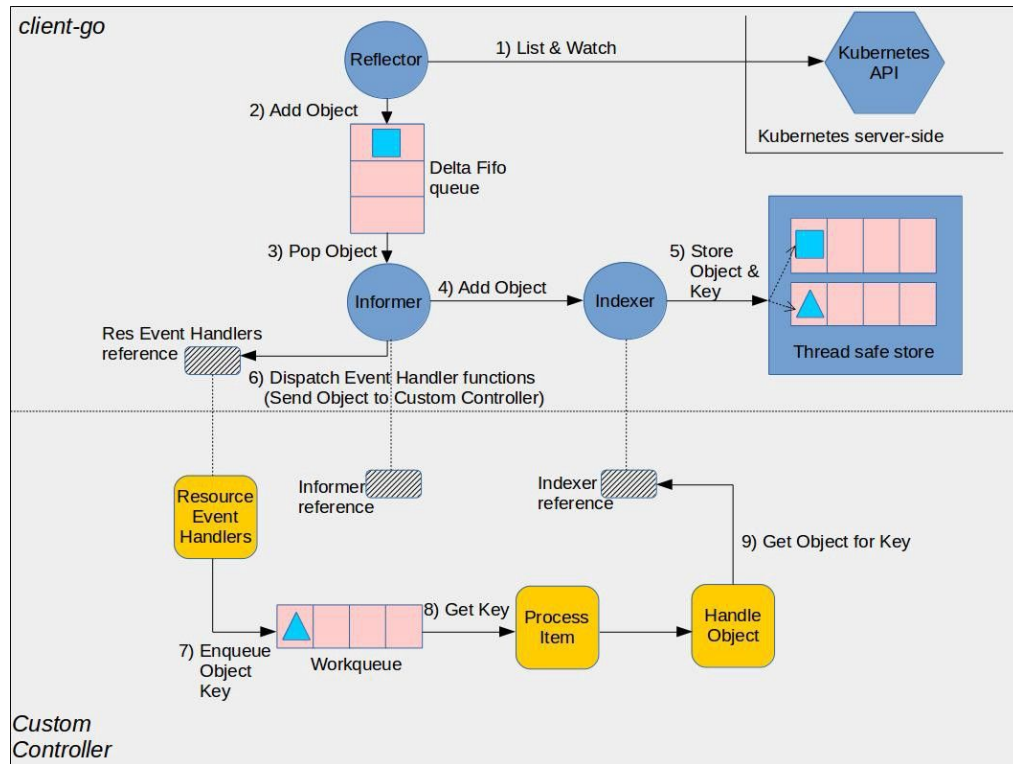 client-go
Reflector
1) List & Watch
Kubernetes
API
Kubernetes server-side
2) Add Object
Delta Fifo
queue
3) Pop Object
Informer
4) Add Object
Indexer
5) Store
Object &
Key
Thread safe store
Res Event Handlers
reference
6) Dispatch Event Handler functions
(Send Object to Custom Controller)
Resource
Event
Handlers
Informer
reference
Indexer
reference
9) Get Object for Key
7) Enqueue
Object
Key
Workqueue
8) Get Key
Process
Item
Handle
Object
Custom
Controller